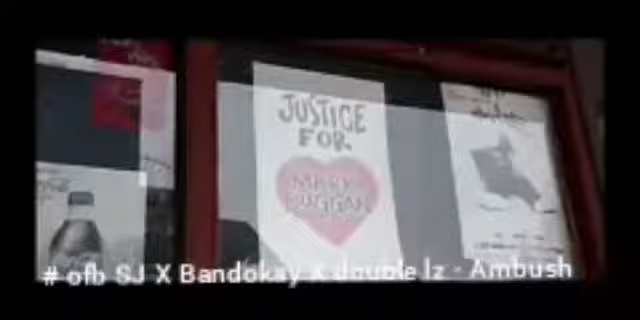 JUSTICE
FOR
MARK
DUGGAN
# ofb SJ X Bandokay X double lz - Ambush